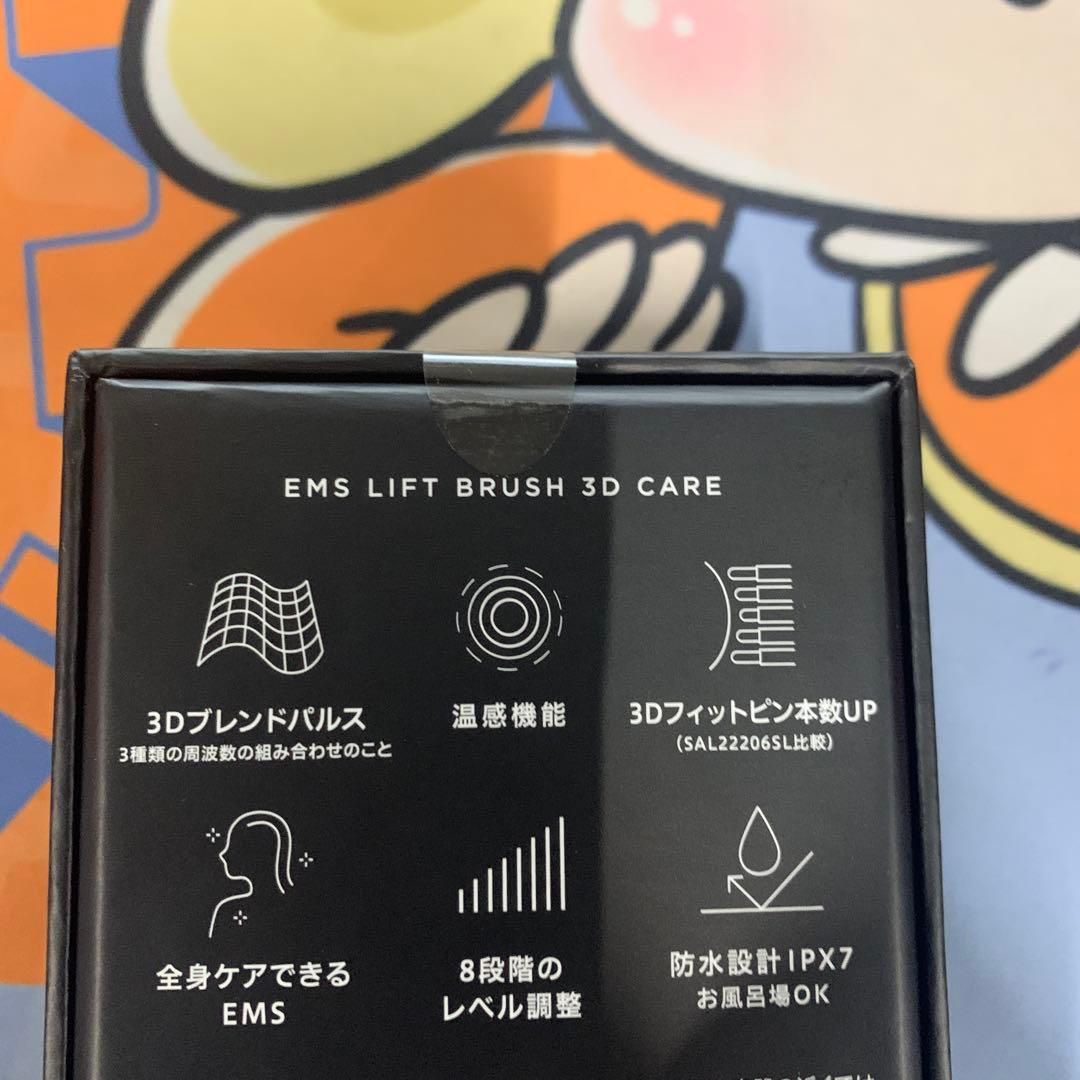 EMS LIFT BRUSH 3D CARE
3Dブレンドパルス
3種類の周波数の組み合わせのこと
温感機能
3Dフィットピン本数UP
(SAL22206SL比較)
全身ケアできる
EMS
8段階の
レベル調整
防水設計IPX7
お風呂場OK